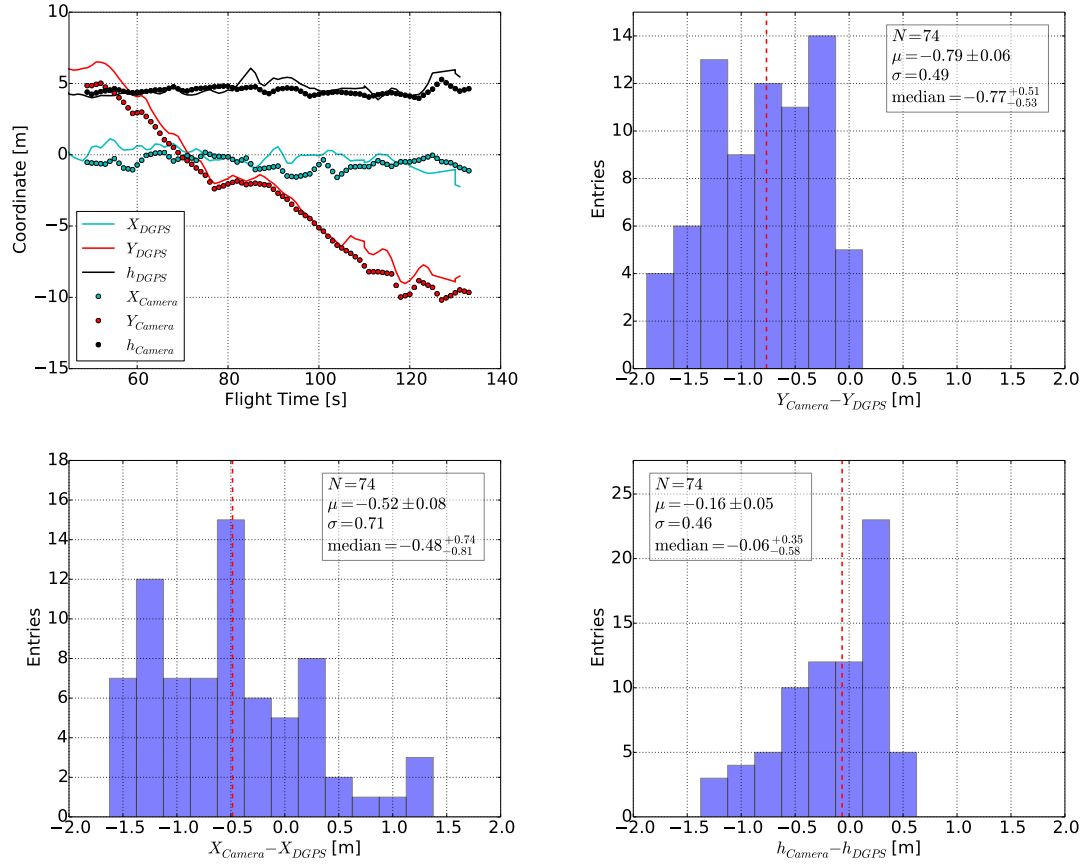 10
5
0
−5
−10
−15
Coordinate [m]
X_DGPS
Y_DGPS
h_DGPS
X_Camera
Y_Camera
h_Camera
60 80 100 120 140
Flight Time [s]
14
12
10
8
6
4
2
0
Entries
N=74
μ=−0.79±0.06
σ=0.49
median=−0.77^{+0.51}_{−0.53}
−2.0 −1.5 −1.0 −0.5 0.0 0.5 1.0 1.5 2.0
Y_Camera−Y_DGPS [m]
18
16
14
12
10
8
6
4
2
0
Entries
N=74
μ=−0.52±0.08
σ=0.71
median=−0.48^{+0.74}_{−0.81}
−2.0 −1.5 −1.0 −0.5 0.0 0.5 1.0 1.5 2.0
X_Camera−X_DGPS [m]
25
20
15
10
5
0
Entries
N=74
μ=−0.16±0.05
σ=0.46
median=−0.06^{+0.35}_{−0.58}
−2.0 −1.5 −1.0 −0.5 0.0 0.5 1.0 1.5 2.0
h_Camera−h_DGPS [m]